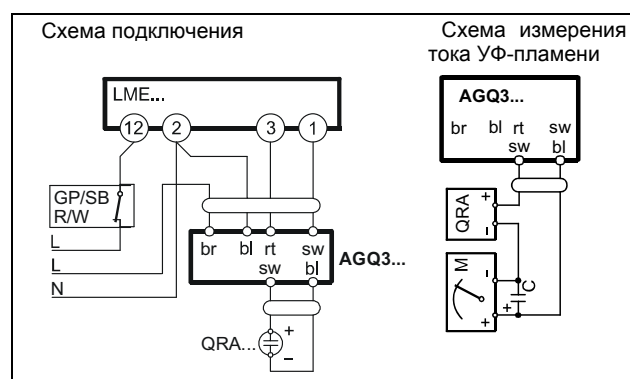 Схема подключения
LME...
12 2 3 1
GP/SB
R/W
L
L
N
br bl rt sw
sw bl
AGQ3...
QRA...
+
–
Схема измерения
тока УФ-пламени
AGQ3...
br bl rt sw
sw bl
QRA
+
-
M
-
+
+
C